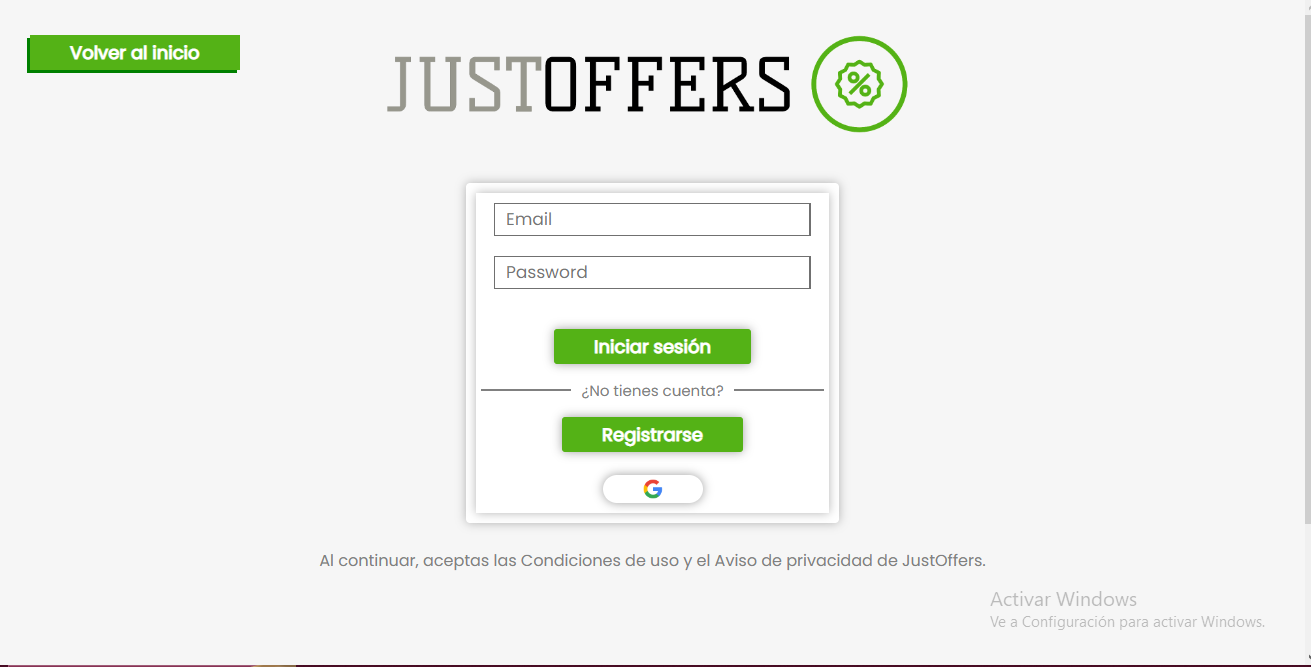 Volver al inicio
JUSTOFFERS
Email
Password
Iniciar sesión
¿No tienes cuenta?
Registrarse
Al continuar, aceptas las Condiciones de uso y el Aviso de privacidad de JustOffers.
Activar Windows
Ve a Configuración para activar Windows.